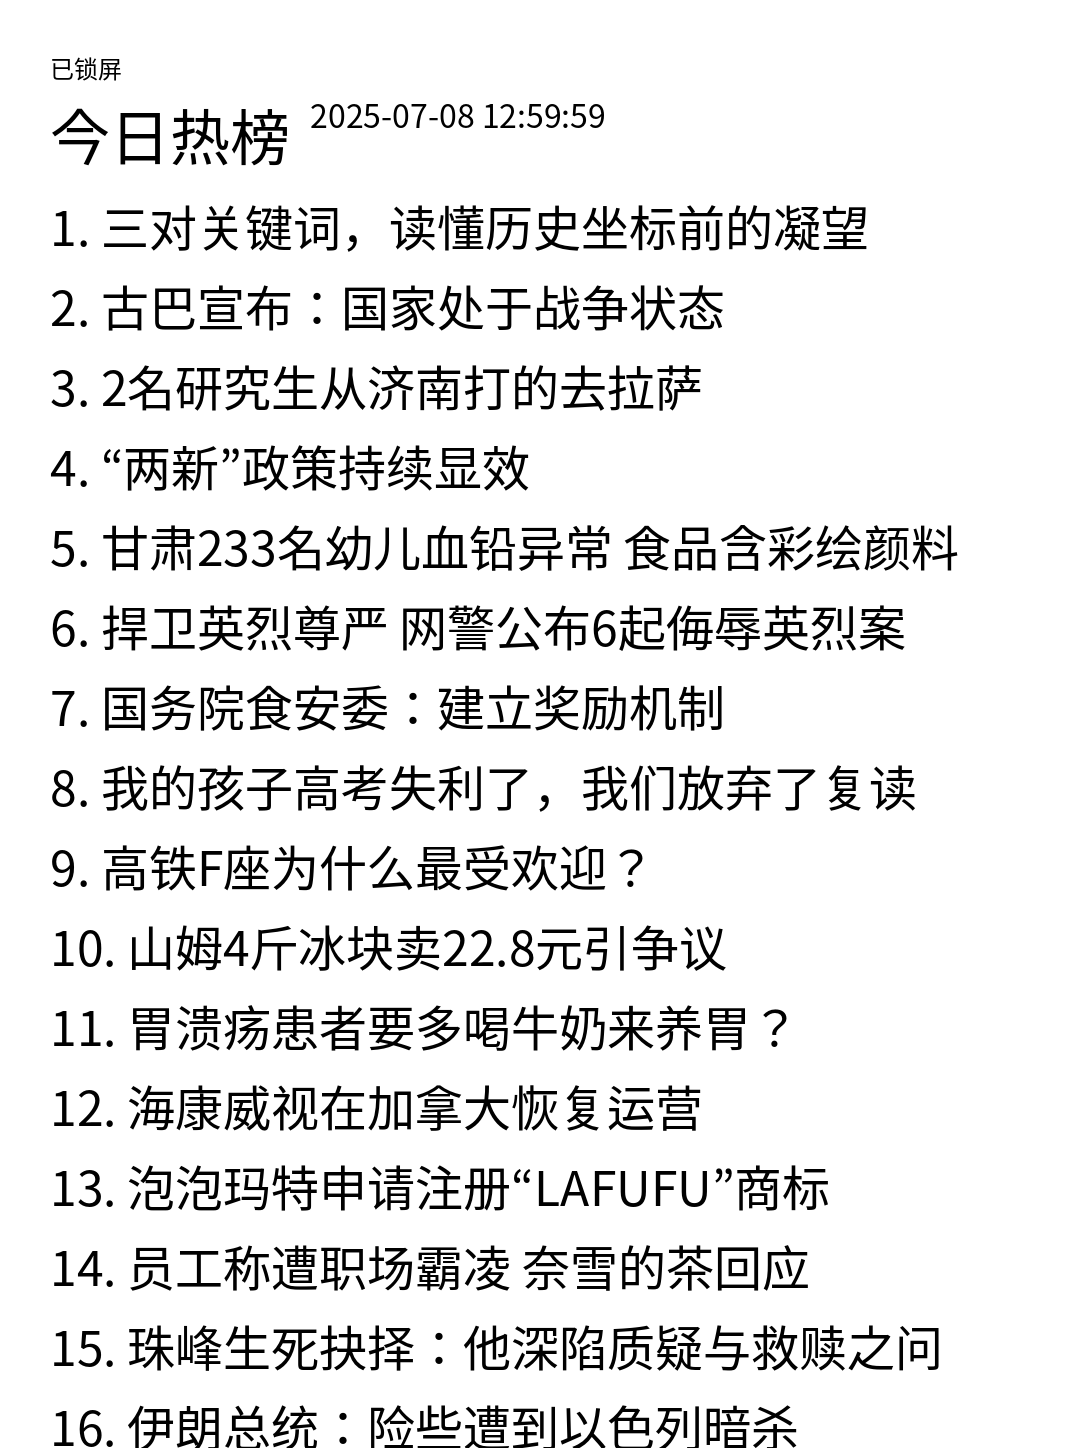 已锁屏
今日热榜 2025-07-08 12:59:59
1. 三对关键词，读懂历史坐标前的凝望
2. 古巴宣布：国家处于战争状态
3. 2名研究生从济南打的去拉萨
4. “两新”政策持续显效
5. 甘肃233名幼儿血铅异常 食品含彩绘颜料
6. 捍卫英烈尊严 网警公布6起侮辱英烈案
7. 国务院食安委：建立奖励机制
8. 我的孩子高考失利了，我们放弃了复读
9. 高铁F座为什么最受欢迎？
10. 山姆4斤冰块卖22.8元引争议
11. 胃溃疡患者要多喝牛奶来养胃？
12. 海康威视在加拿大恢复运营
13. 泡泡玛特申请注册“LAFUFU”商标
14. 员工称遭职场霸凌 奈雪的茶回应
15. 珠峰生死抉择：他深陷质疑与救赎之问
16. 伊朗总统：险些遭到以色列暗杀